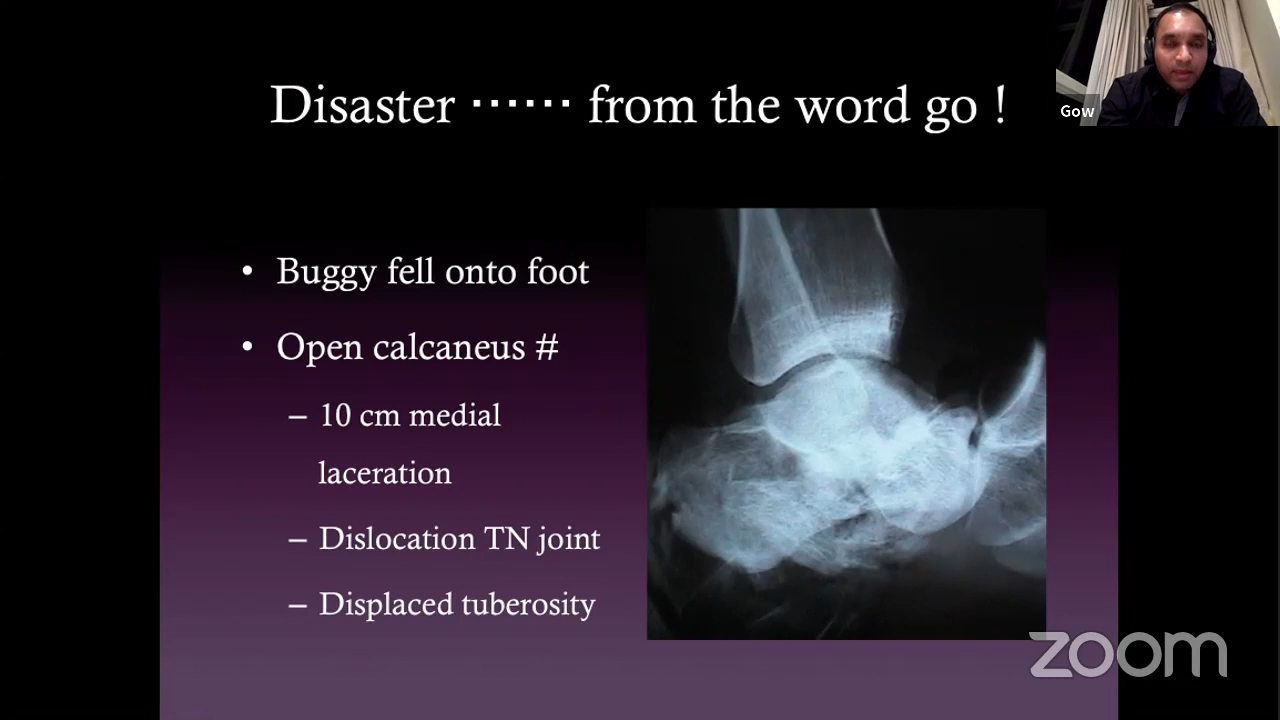 Disaster ······ from the word go !
Gow
• Buggy fell onto foot
• Open calcaneus #
– 10 cm medial
laceration
– Dislocation TN joint
– Displaced tuberosity
zoom